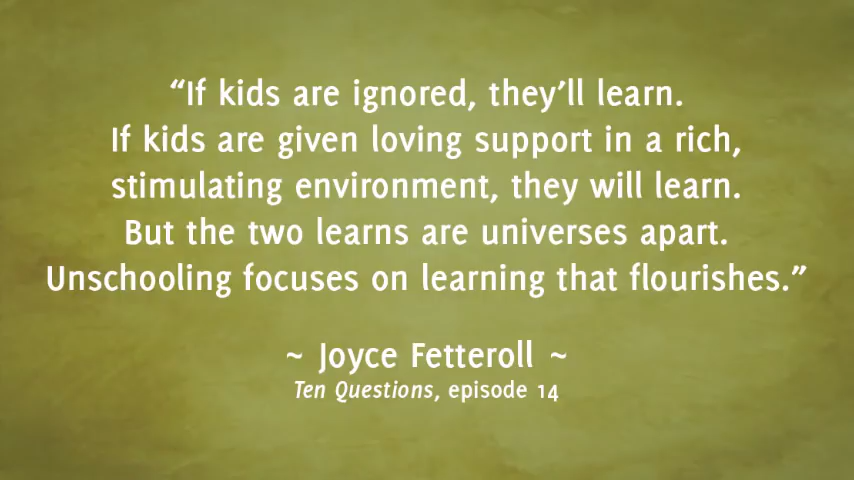 “If kids are ignored, they’ll learn.
If kids are given loving support in a rich,
stimulating environment, they will learn.
But the two learns are universes apart.
Unschooling focuses on learning that flourishes.”
~ Joyce Fetteroll ~
Ten Questions, episode 14